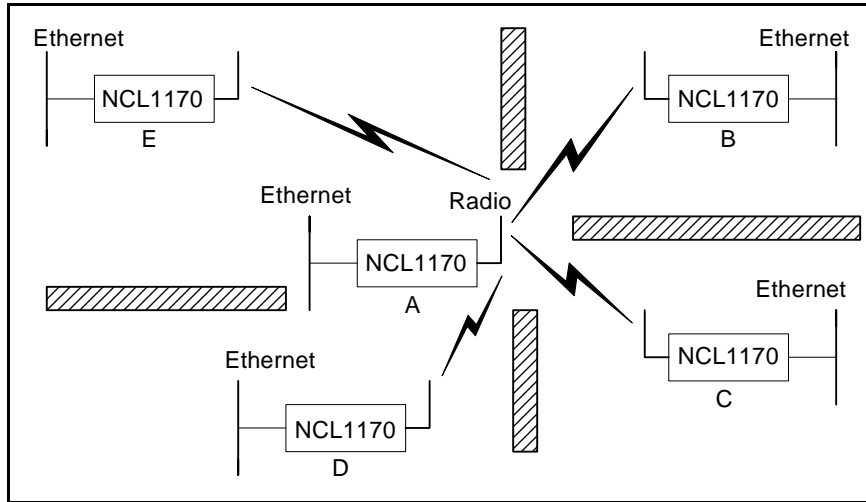 Ethernet
NCL1170
E
Ethernet
NCL1170
B
Ethernet
Radio
NCL1170
A
Ethernet
NCL1170
C
Ethernet
NCL1170
D